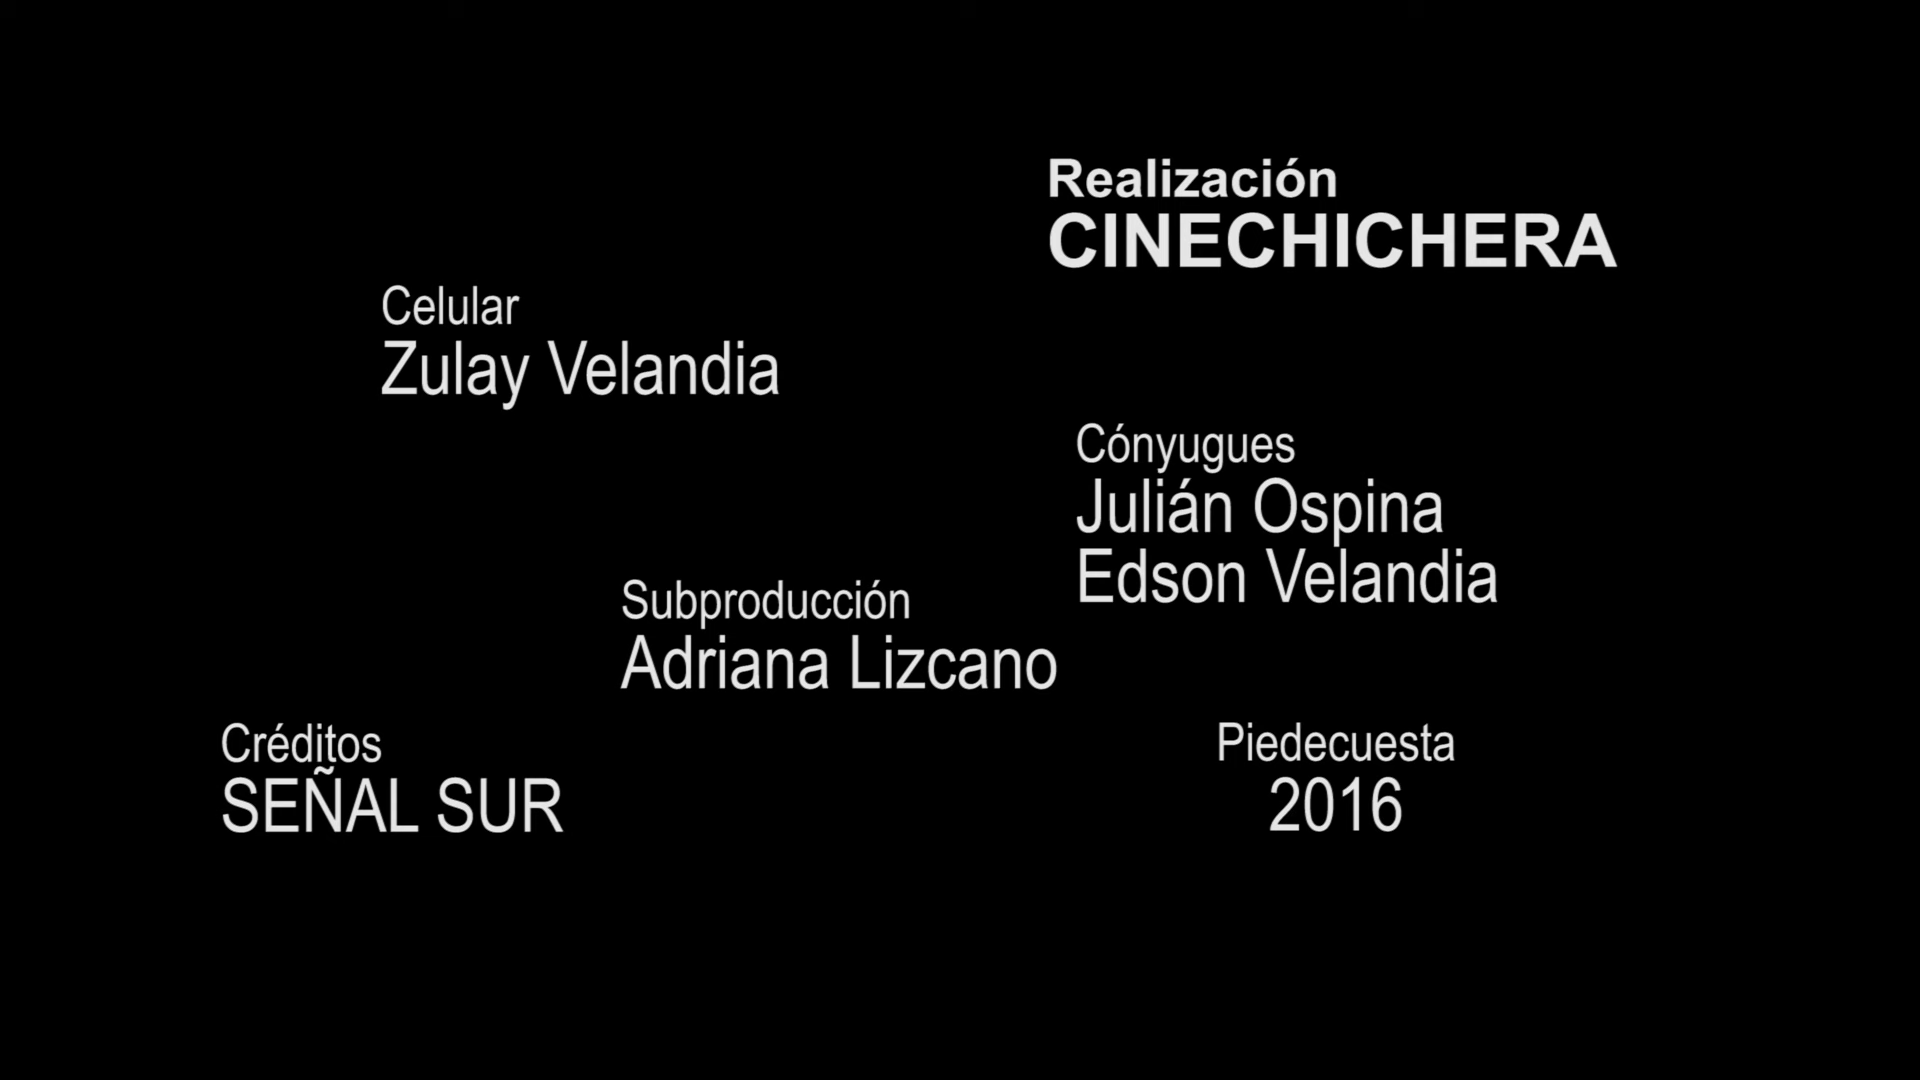 Realización
CINECHICHERA
Celular
Zulay Velandia
Cónyugues
Julián Ospina
Edson Velandia
Subproducción
Adriana Lizcano
Créditos
SEÑAL SUR
Piedecuesta
2016